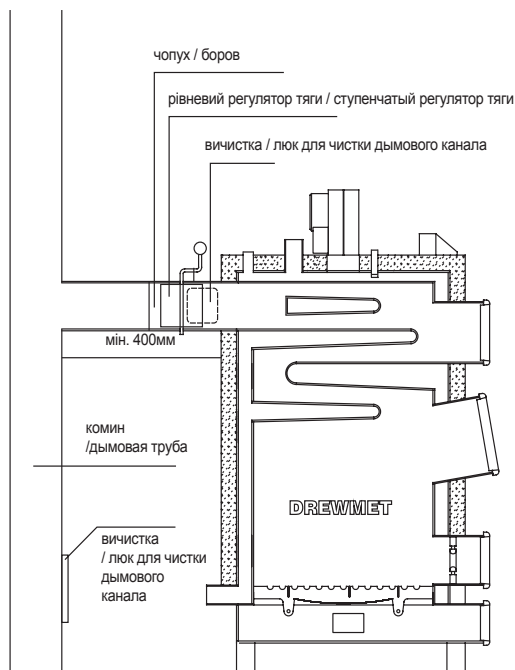 чопух / боров
рівневий регулятор тяги / ступенчатый регулятор тяги
вичистка / люк для чистки дымового канала
мін. 400мм
комин
/дымовая труба
DREWMET
вичистка
/ люк для чистки
дымового
канала